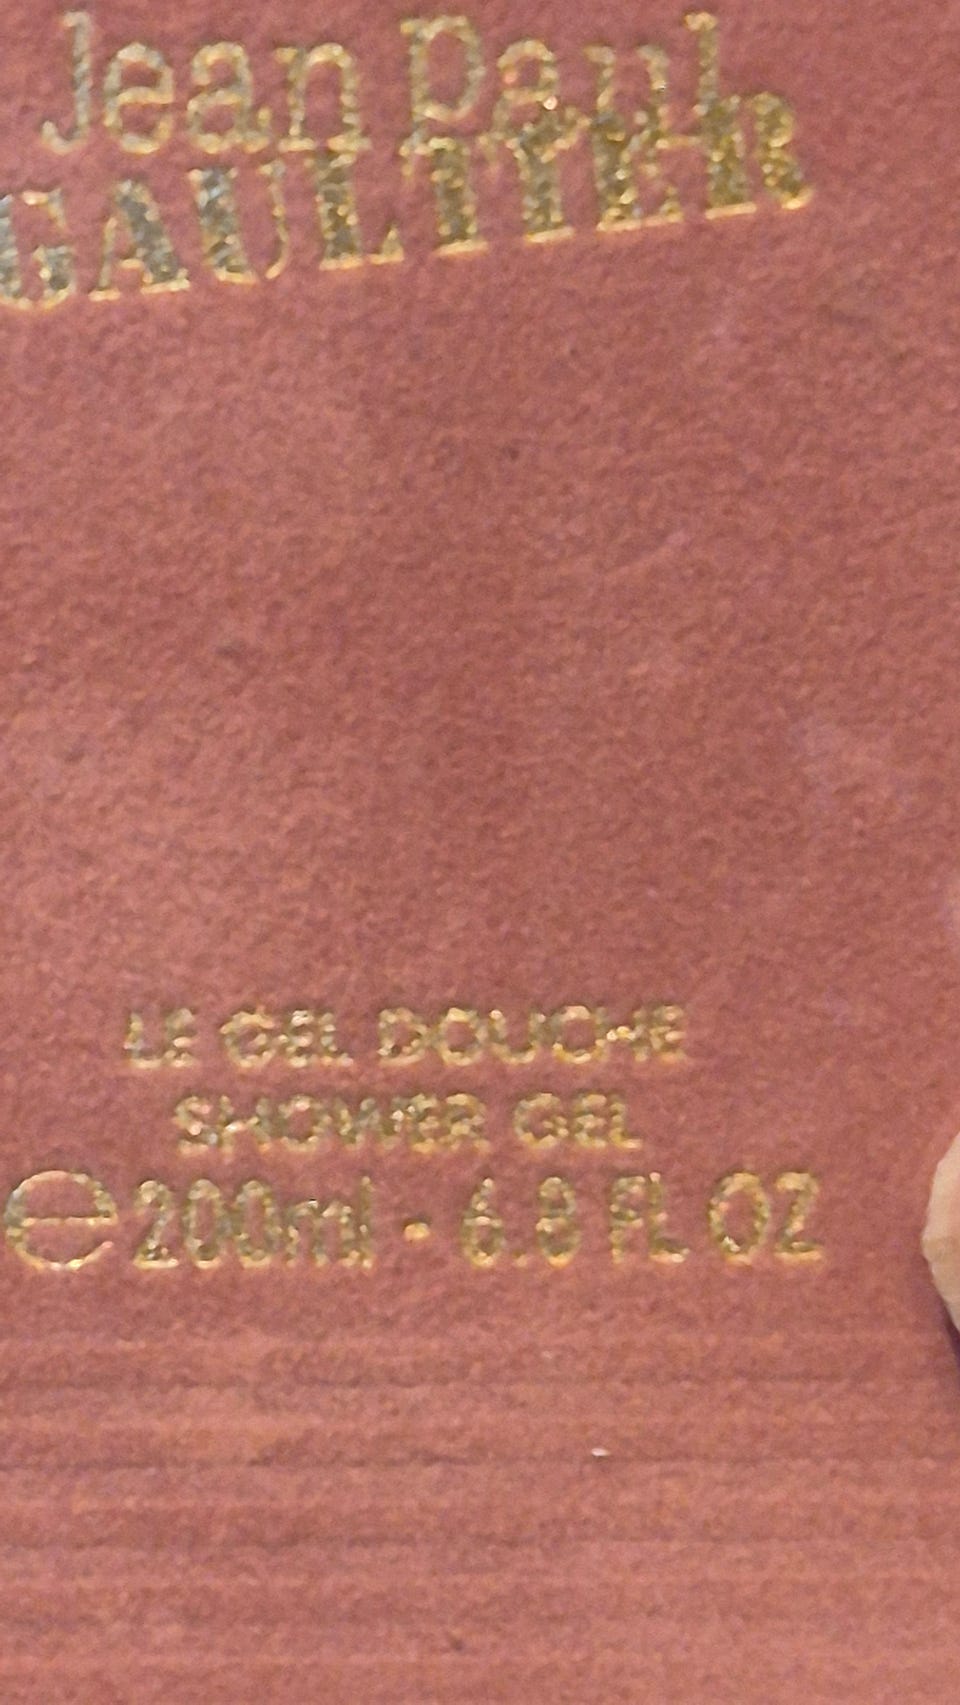 Jean Paul
GAULTIER
LE GEL DOUCHE
SHOWER GEL
℮ 200ml · 6.8 FL OZ